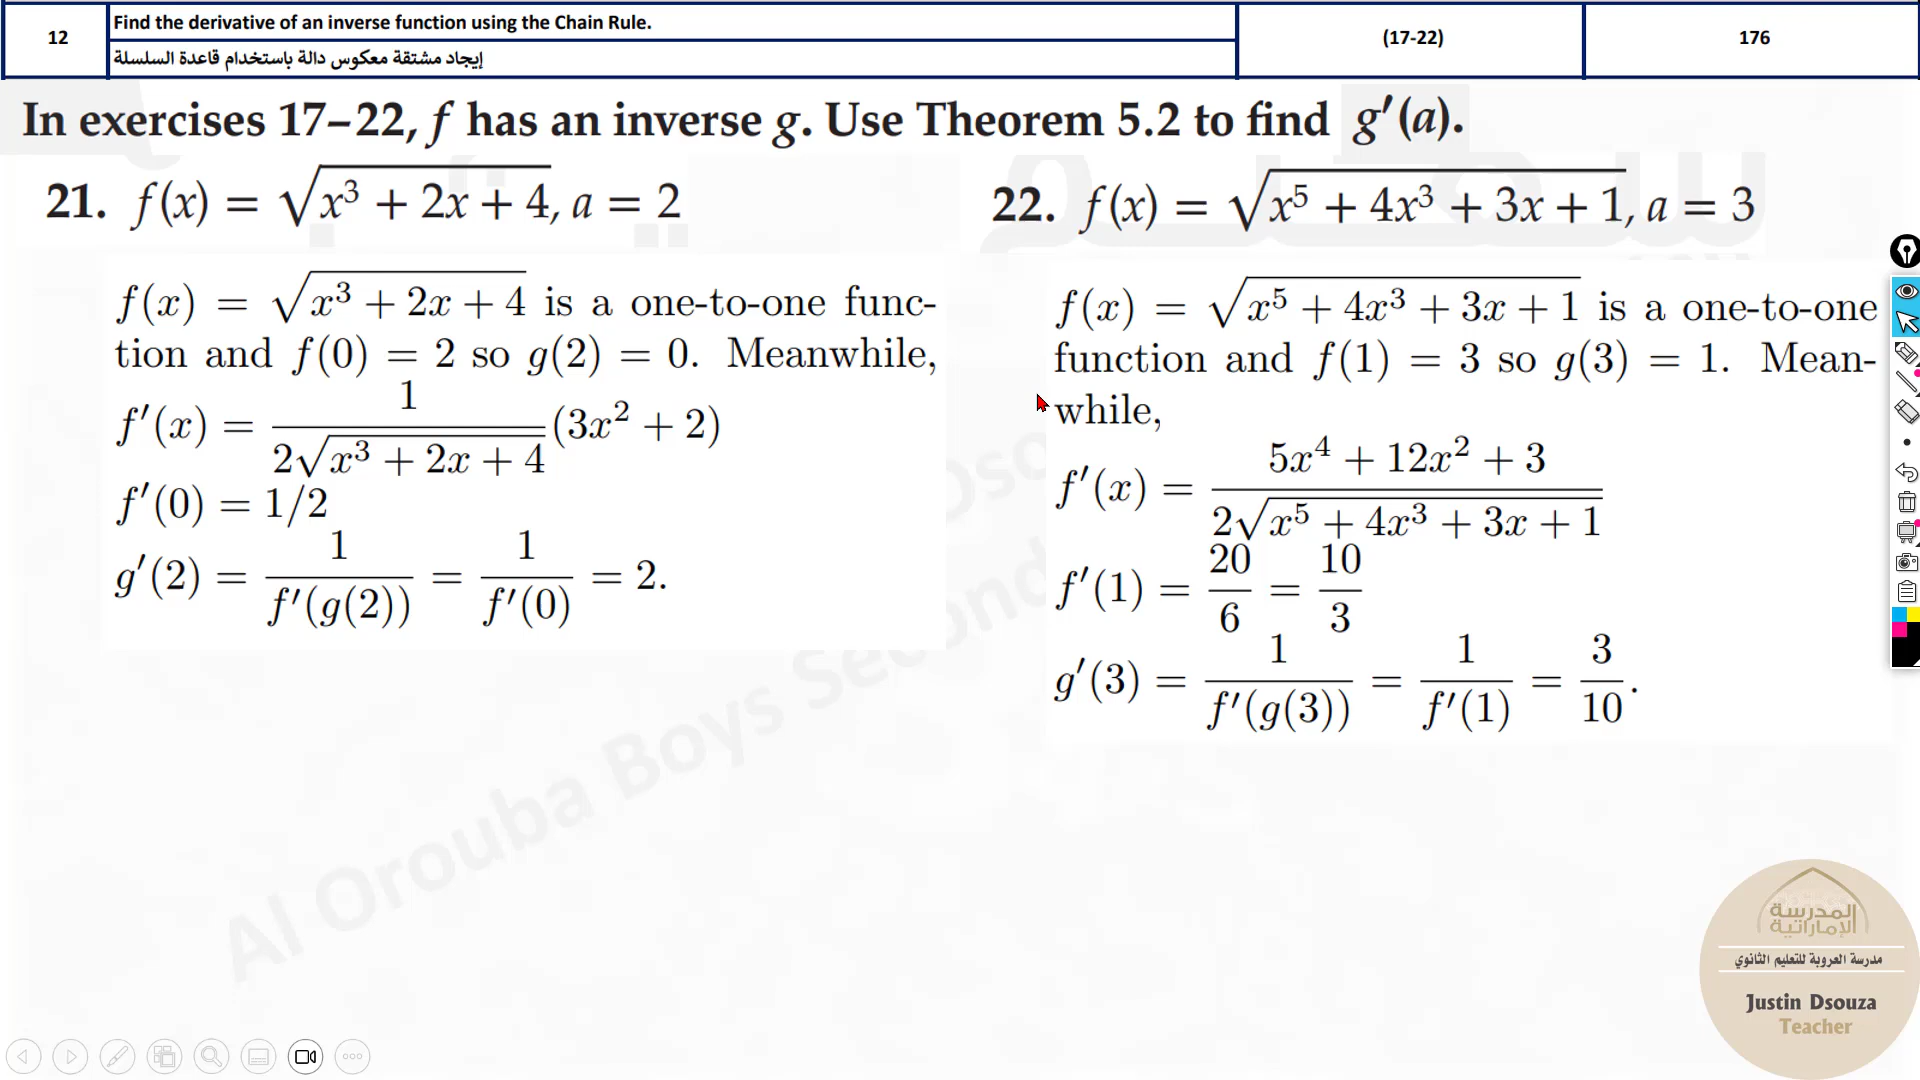 12
Find the derivative of an inverse function using the Chain Rule.
إيجاد مشتقة معكوس دالة باستخدام قاعدة السلسلة
(17-22)
176
In exercises 17–22, f has an inverse g. Use Theorem 5.2 to find g′(a).
21. f(x) = √(x³ + 2x + 4), a = 2
f(x) = √(x³ + 2x + 4) is a one-to-one func-
tion and f(0) = 2 so g(2) = 0. Meanwhile,
f′(x) = 1/(2√(x³ + 2x + 4)) (3x² + 2)
f′(0) = 1/2
g′(2) = 1/f′(g(2)) = 1/f′(0) = 2.
22. f(x) = √(x⁵ + 4x³ + 3x + 1), a = 3
f(x) = √(x⁵ + 4x³ + 3x + 1) is a one-to-one
function and f(1) = 3 so g(3) = 1. Mean-
while,
f′(x) = (5x⁴ + 12x² + 3)/(2√(x⁵ + 4x³ + 3x + 1))
f′(1) = 20/6 = 10/3
g′(3) = 1/f′(g(3)) = 1/f′(1) = 3/10.
Al Orouba Boys Second
المدرسة
الإماراتية
مدرسة العروبة للتعليم الثانوي
Justin Dsouza
Teacher